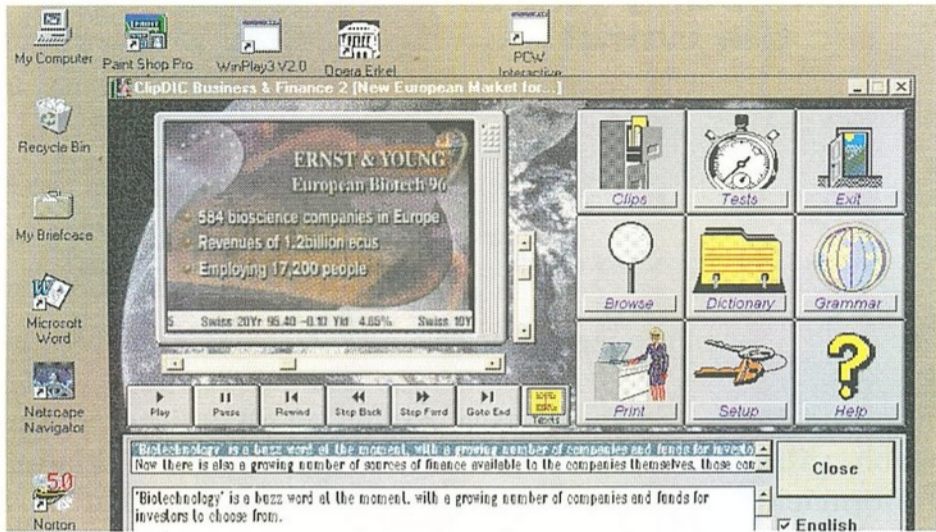 My Computer
Paint Shop Pro
WinPlay3 V2.0
Opera Erkel
PCW
Interactive
ClipDIC Business & Finance 2 [New European Market for...]
Recycle Bin
My Briefcase
Microsoft
Word
Netscape
Navigator
50
Norton
ERNST & YOUNG
European Biotech 96
• 584 bioscience companies in Europe
• Revenues of 1.2billion ecus
• Employing 17,200 people
5 Swiss 20Yr 95.40 -0.10 Yld 4.65% Swiss 10Y
Clips
Tests
Exit
Browse
Dictionary
Grammar
Print
Setup
Help
Play
Pause
Rewind
Step Back
Step Fwrd
Goto End
Texts
'Biotechnology' is a buzz word at the moment, with a growing number of companies and funds for investo
Now there is also a growing number of sources of finance available to the companies themselves, those con
'Biotechnology' is a buzz word at the moment, with a growing number of companies and funds for
investors to choose from.
Close
English